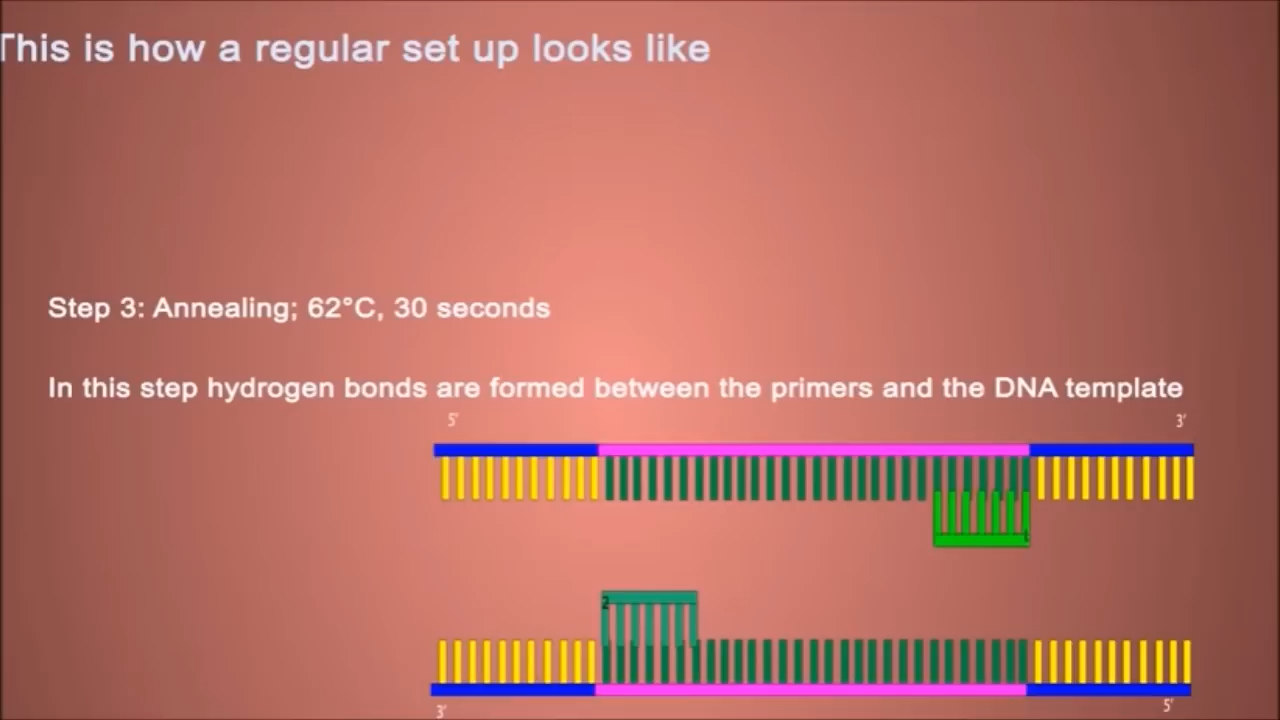 This is how a regular set up looks like
Step 3: Annealing; 62°C, 30 seconds
In this step hydrogen bonds are formed between the primers and the DNA template
5'
3'
1
2
3'
5'